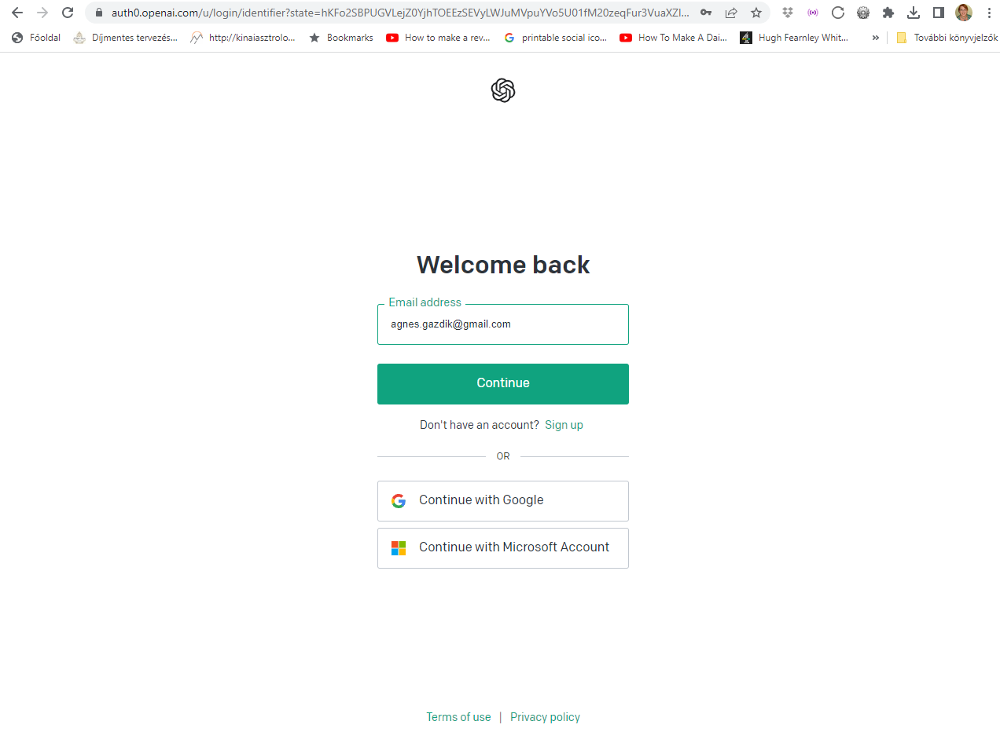 auth0.openai.com/u/login/identifier?state=hKFo2SBPUGVLejZ0YjhTOEEzSEVyLWJuMVpuYVo5U01fM20zeqFur3VuaXZl...
Főoldal Díjmentes tervezés... http://kinaiasztrolo... Bookmarks How to make a rev... printable social ico... How To Make A Dai... Hugh Fearnley Whit... » További könyvjelzők
Welcome back
Email address
agnes.gazdik@gmail.com
Continue
Don't have an account? Sign up
OR
Continue with Google
Continue with Microsoft Account
Terms of use | Privacy policy